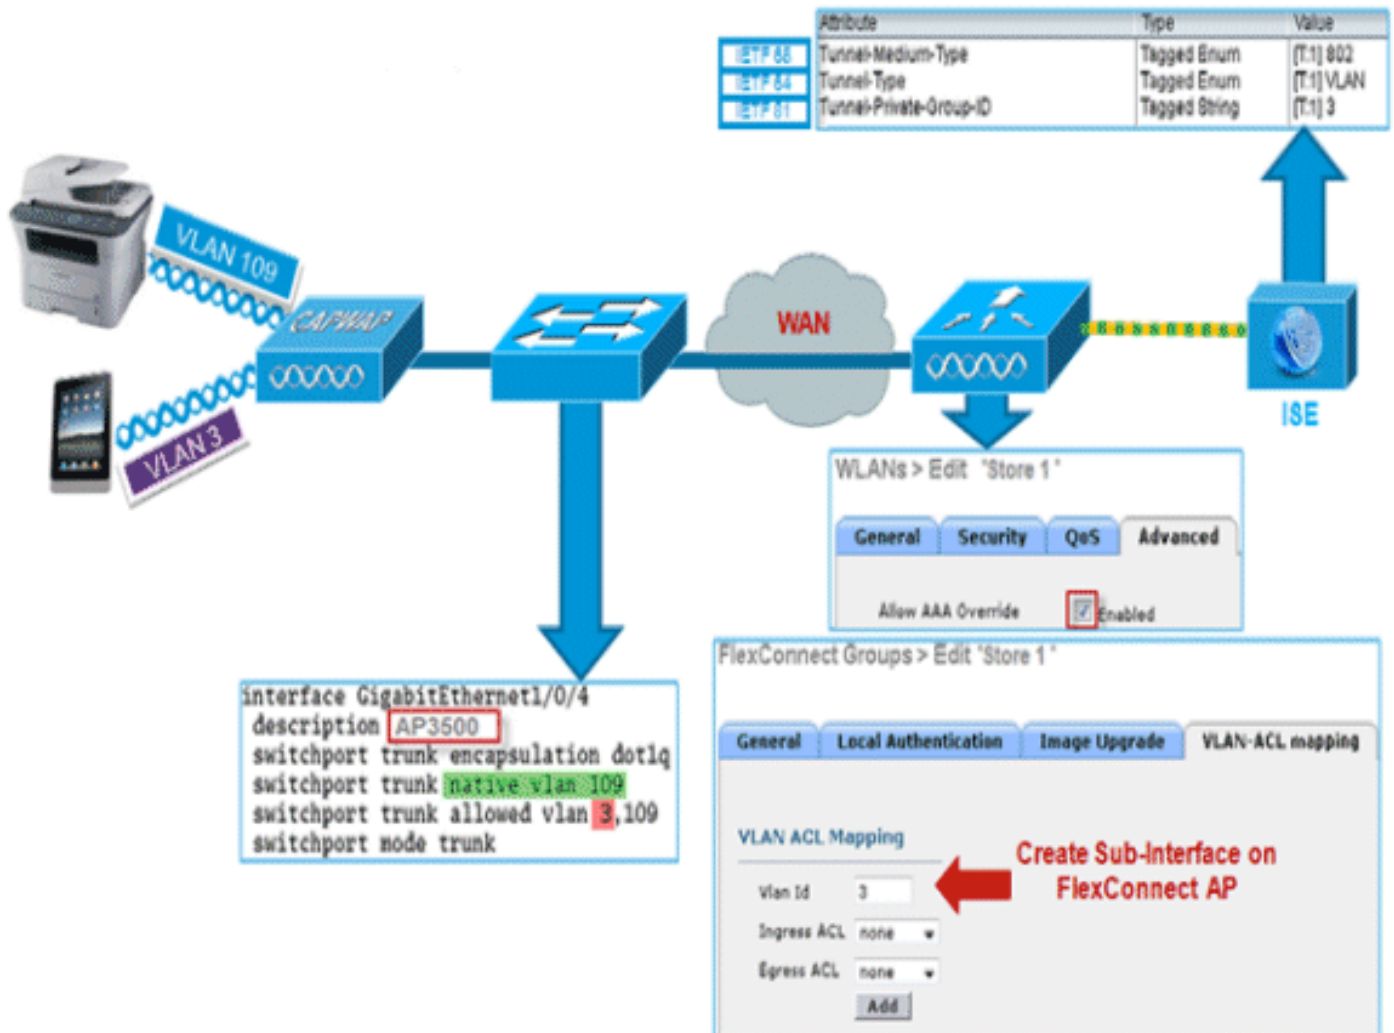 Attribute Type Value
IETF 65 Tunnel-Medium-Type Tagged Enum [T:1] 802
IETF 64 Tunnel-Type Tagged Enum [T:1] VLAN
IETF 81 Tunnel-Private-Group-ID Tagged String [T:1] 3
VLAN 109
CAPWAP
WAN
VLAN 3
ISE
WLANs > Edit 'Store 1'
General Security QoS Advanced
Allow AAA Override Enabled
FlexConnect Groups > Edit 'Store 1'
General Local Authentication Image Upgrade VLAN-ACL mapping
VLAN ACL Mapping
Create Sub-Interface on
FlexConnect AP
Vlan Id 3
Ingress ACL none
Egress ACL none
Add
interface GigabitEthernet1/0/4
description AP3500
switchport trunk encapsulation dot1q
switchport trunk native vlan 109
switchport trunk allowed vlan 3,109
switchport mode trunk